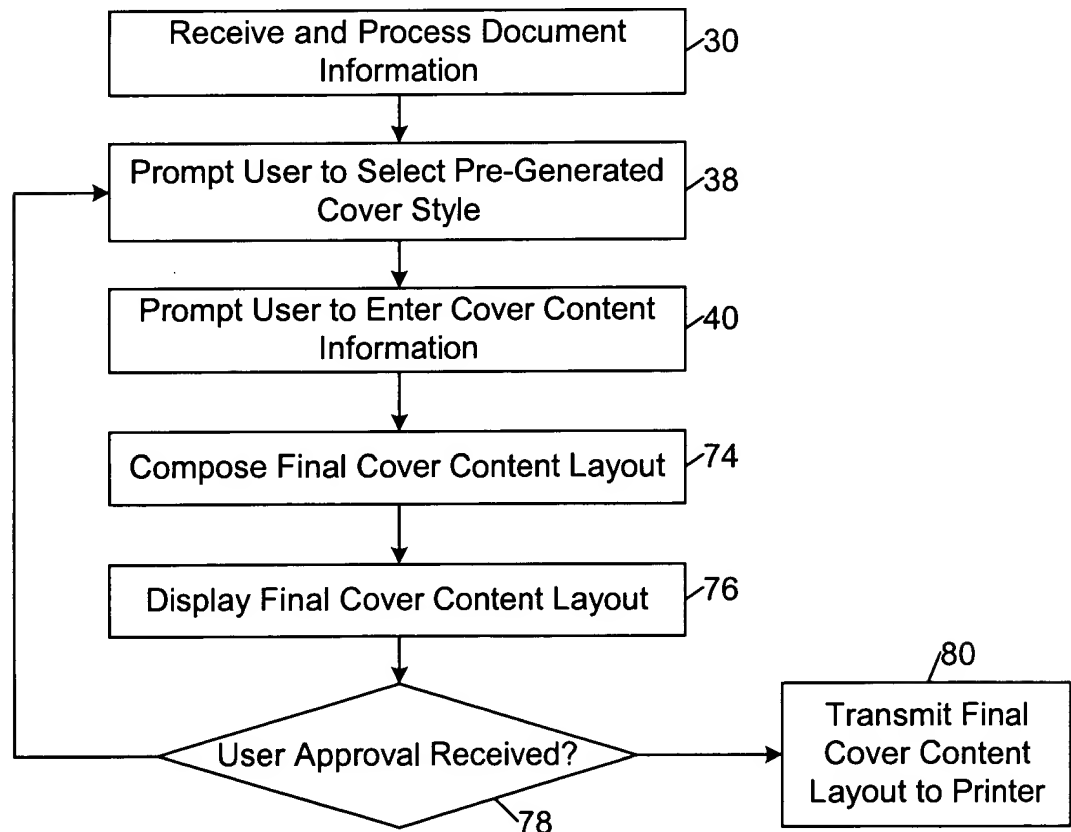 Receive and Process Document
Information
30
Prompt User to Select Pre-Generated
Cover Style
38
Prompt User to Enter Cover Content
Information
40
Compose Final Cover Content Layout
74
Display Final Cover Content Layout
76
User Approval Received?
78
80
Transmit Final
Cover Content
Layout to Printer